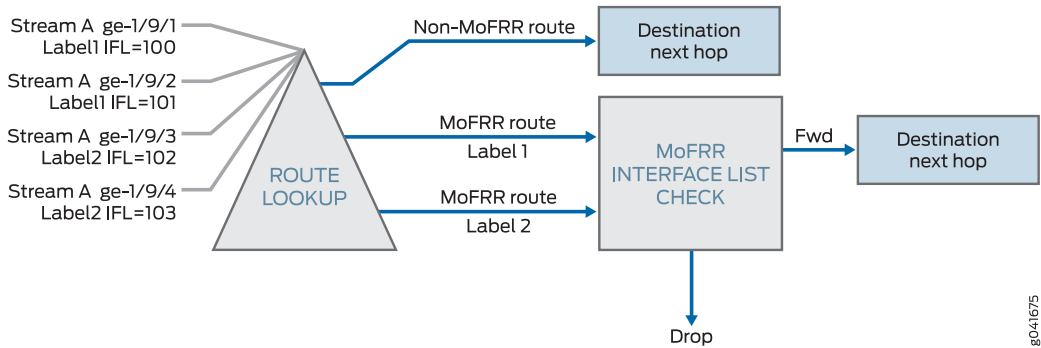 Stream A ge-1/9/1
Label1 IFL=100
Stream A ge-1/9/2
Label1 IFL=101
Stream A ge-1/9/3
Label2 IFL=102
Stream A ge-1/9/4
Label2 IFL=103
ROUTE
LOOKUP
Non-MoFRR route
Destination
next hop
MoFRR route
Label 1
MoFRR route
Label 2
MoFRR
INTERFACE LIST
CHECK
Fwd
Destination
next hop
Drop
g041675